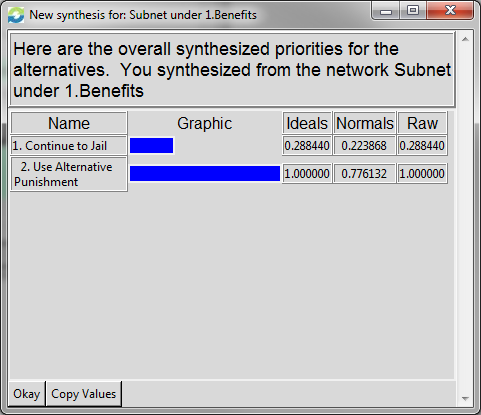 New synthesis for: Subnet under 1.Benefits
Here are the overall synthesized priorities for the
alternatives.  You synthesized from the network Subnet
under 1.Benefits
Name Graphic Ideals Normals Raw
1. Continue to Jail 0.288440 0.223868 0.288440
2. Use Alternative
Punishment 1.000000 0.776132 1.000000
Okay Copy Values